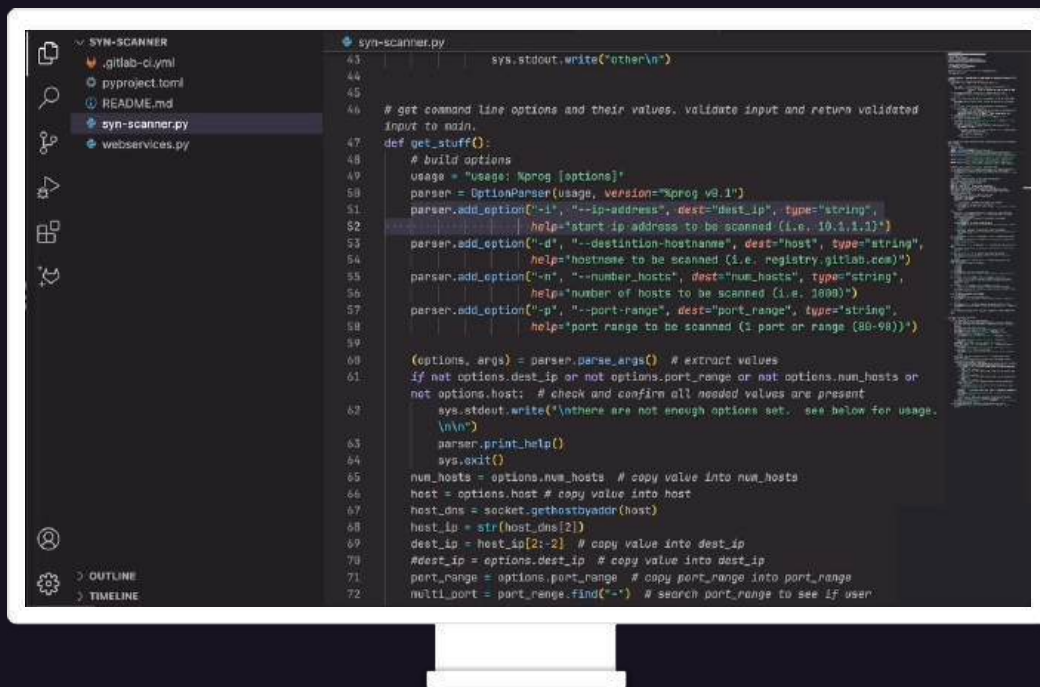 SYN-SCANNER
.gitlab-ci.yml
pyproject.toml
README.md
syn-scanner.py
webservices.py
OUTLINE
TIMELINE
syn-scanner.py
43 sys.stdout.write("other\n")
44
45
46 # get command line options and their values. validate input and return validated
input to main.
47 def get_stuff():
48 # build options
49 usage = "usage: %prog [options]"
50 parser = OptionParser(usage, version="%prog v0.1")
51 parser.add_option("-i", "--ip-address", dest="dest_ip", type="string",
52 help="start ip address to be scanned (i.e. 10.1.1.1)")
53 parser.add_option("-d", "--destintion-hostnanme", dest="host", type="string",
54 help="hostname to be scanned (i.e. registry.gitlab.com)")
55 parser.add_option("-n", "--number_hosts", dest="num_hosts", type="string",
56 help="number of hosts to be scanned (i.e. 1000)")
57 parser.add_option("-p", "--port-range", dest="port_range", type="string",
58 help="port range to be scanned (1 port or range (80-90))")
59
60 (options, args) = parser.parse_args() # extract values
61 if not options.dest_ip or not options.port_range or not options.num_hosts or
not options.host: # check and confirm all needed values are present
62 sys.stdout.write("\nthere are not enough options set. see below for usage.
\n\n")
63 parser.print_help()
64 sys.exit()
65 num_hosts = options.num_hosts # copy value into num_hosts
66 host = options.host # copy value into host
67 host_dns = socket.gethostbyaddr(host)
68 host_ip = str(host_dns[2])
69 dest_ip = host_ip[2:-2] # copy value into dest_ip
70 #dest_ip = options.dest_ip # copy value into dest_ip
71 port_range = options.port_range # copy port_range into port_range
72 multi_port = port_range.find("-") # search port_range to see if user